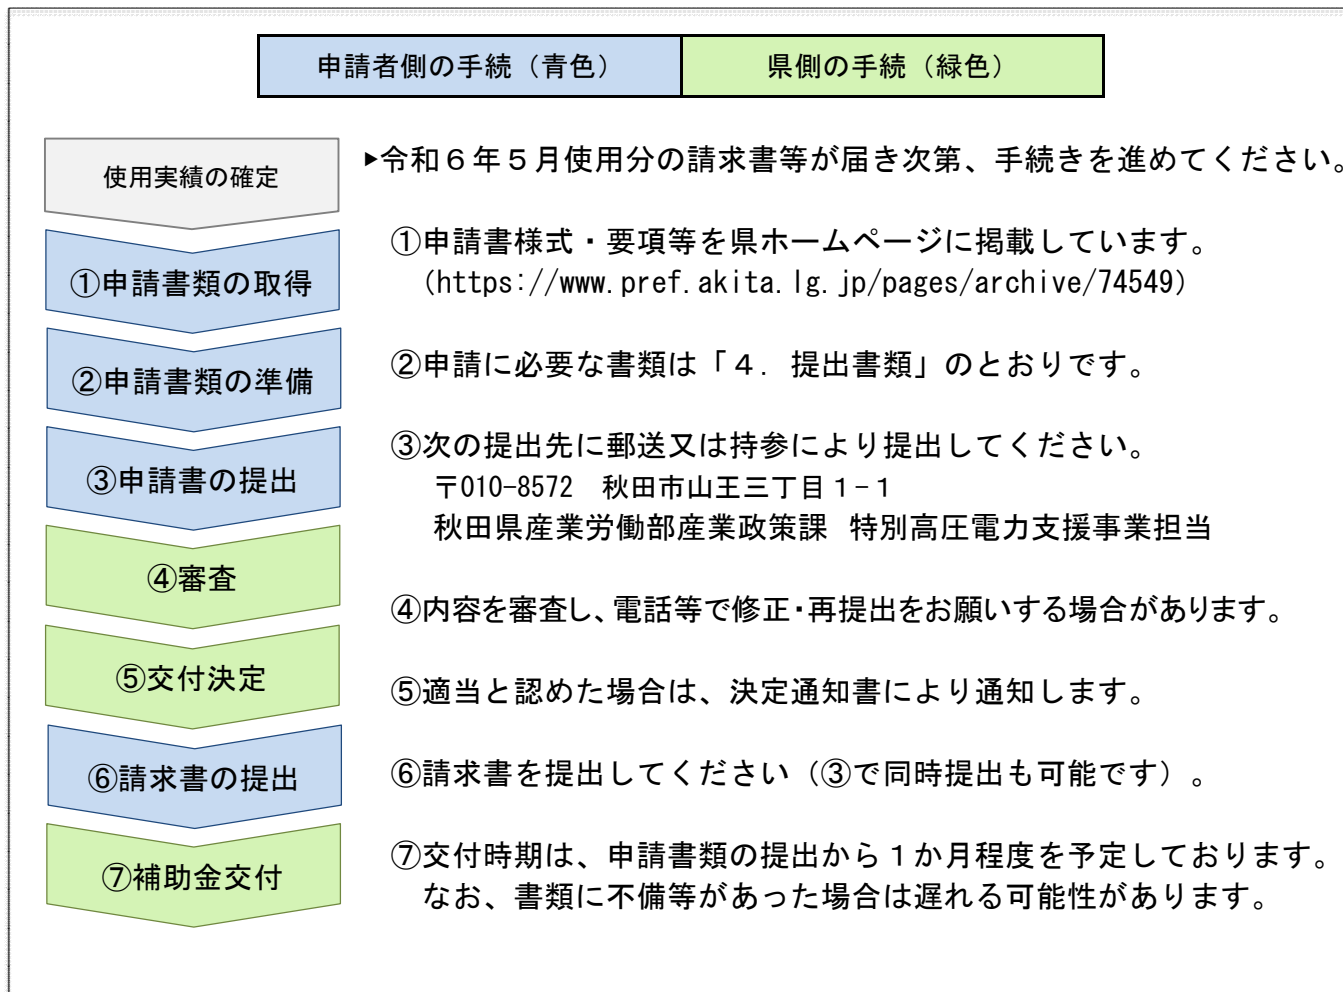 申請者側の手続（青色）
県側の手続（緑色）
使用実績の確定
▶令和６年５月使用分の請求書等が届き次第、手続きを進めてください。
①申請書類の取得
①申請書様式・要項等を県ホームページに掲載しています。
(https://www.pref.akita.lg.jp/pages/archive/74549)
②申請書類の準備
②申請に必要な書類は「４．提出書類」のとおりです。
③申請書の提出
③次の提出先に郵送又は持参により提出してください。
〒010-8572　秋田市山王三丁目１-１
秋田県産業労働部産業政策課 特別高圧電力支援事業担当
④審査
④内容を審査し、電話等で修正・再提出をお願いする場合があります。
⑤交付決定
⑤適当と認めた場合は、決定通知書により通知します。
⑥請求書の提出
⑥請求書を提出してください（③で同時提出も可能です）。
⑦補助金交付
⑦交付時期は、申請書類の提出から１か月程度を予定しております。
なお、書類に不備等があった場合は遅れる可能性があります。